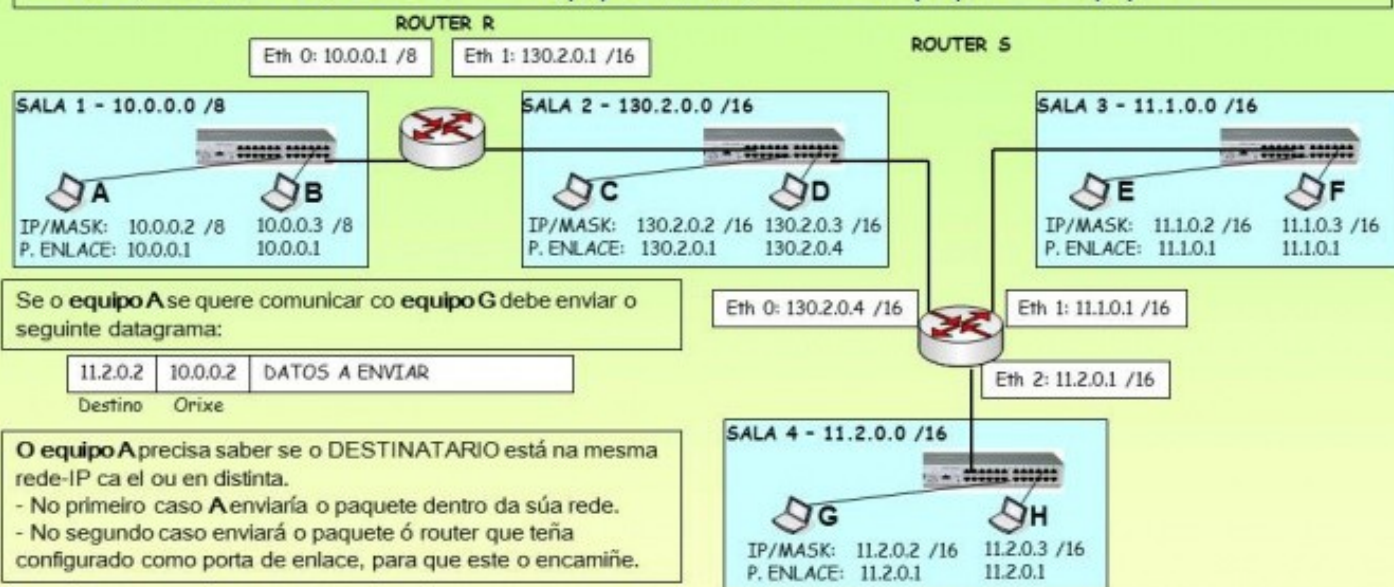 ROUTER R
ROUTER S
Eth 0: 10.0.0.1 /8
Eth 1: 130.2.0.1 /16
SALA 1 - 10.0.0.0 /8
A
B
IP/MASK: 10.0.0.2 /8 10.0.0.3 /8
P. ENLACE: 10.0.0.1 10.0.0.1
SALA 2 - 130.2.0.0 /16
C
D
IP/MASK: 130.2.0.2 /16 130.2.0.3 /16
P. ENLACE: 130.2.0.1 130.2.0.4
SALA 3 - 11.1.0.0 /16
E
F
IP/MASK: 11.1.0.2 /16 11.1.0.3 /16
P. ENLACE: 11.1.0.1 11.1.0.1
Se o equipo A se quere comunicar co equipo G debe enviar o
seguinte datagrama:
11.2.0.2 10.0.0.2 DATOS A ENVIAR
Destino Orixe
Eth 0: 130.2.0.4 /16
Eth 1: 11.1.0.1 /16
Eth 2: 11.2.0.1 /16
O equipo A precisa saber se o DESTINATARIO está na mesma
rede-IP ca el ou en distinta.
- No primeiro caso A enviaría o paquete dentro da súa rede.
- No segundo caso enviará o paquete ó router que teña
configurado como porta de enlace, para que este o encamiñe.
SALA 4 - 11.2.0.0 /16
G
H
IP/MASK: 11.2.0.2 /16 11.2.0.3 /16
P. ENLACE: 11.2.0.1 11.2.0.1